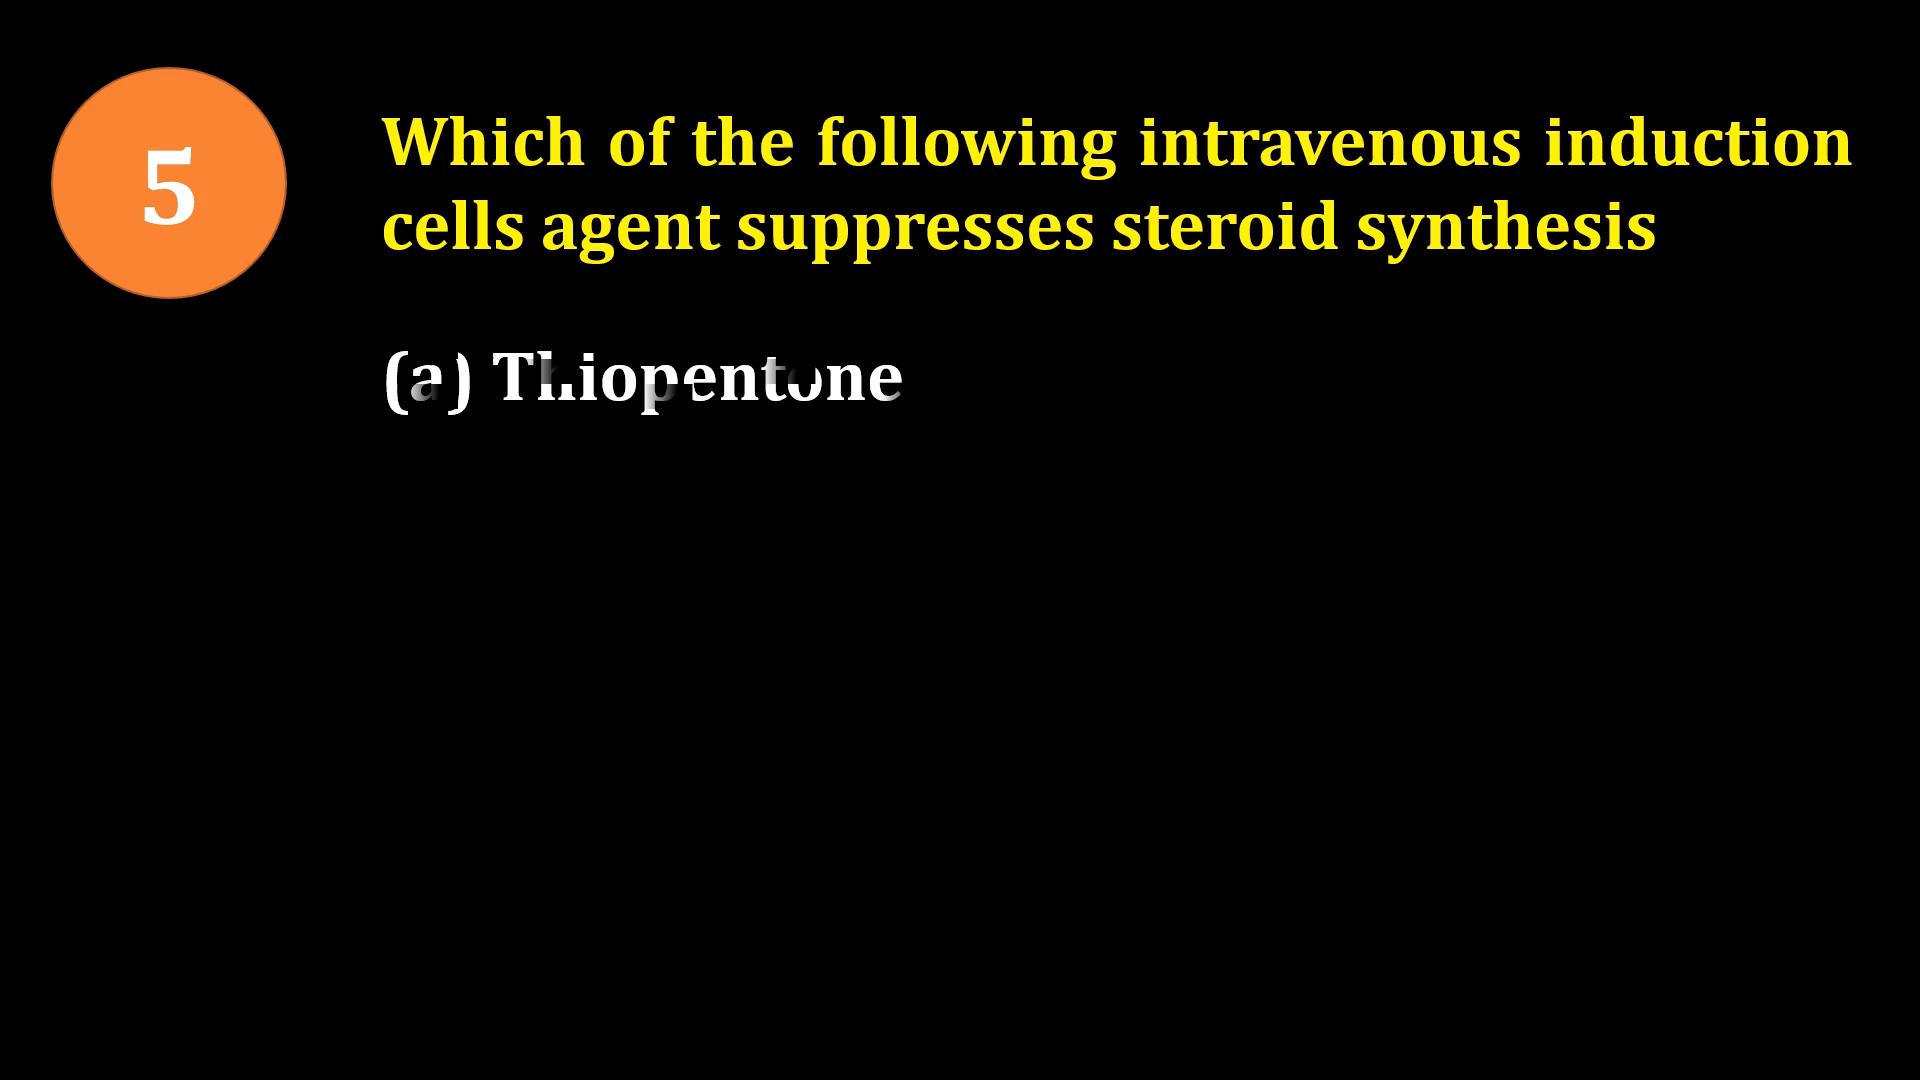 5
Which of the following intravenous induction
cells agent suppresses steroid synthesis
(a) Thiopentone